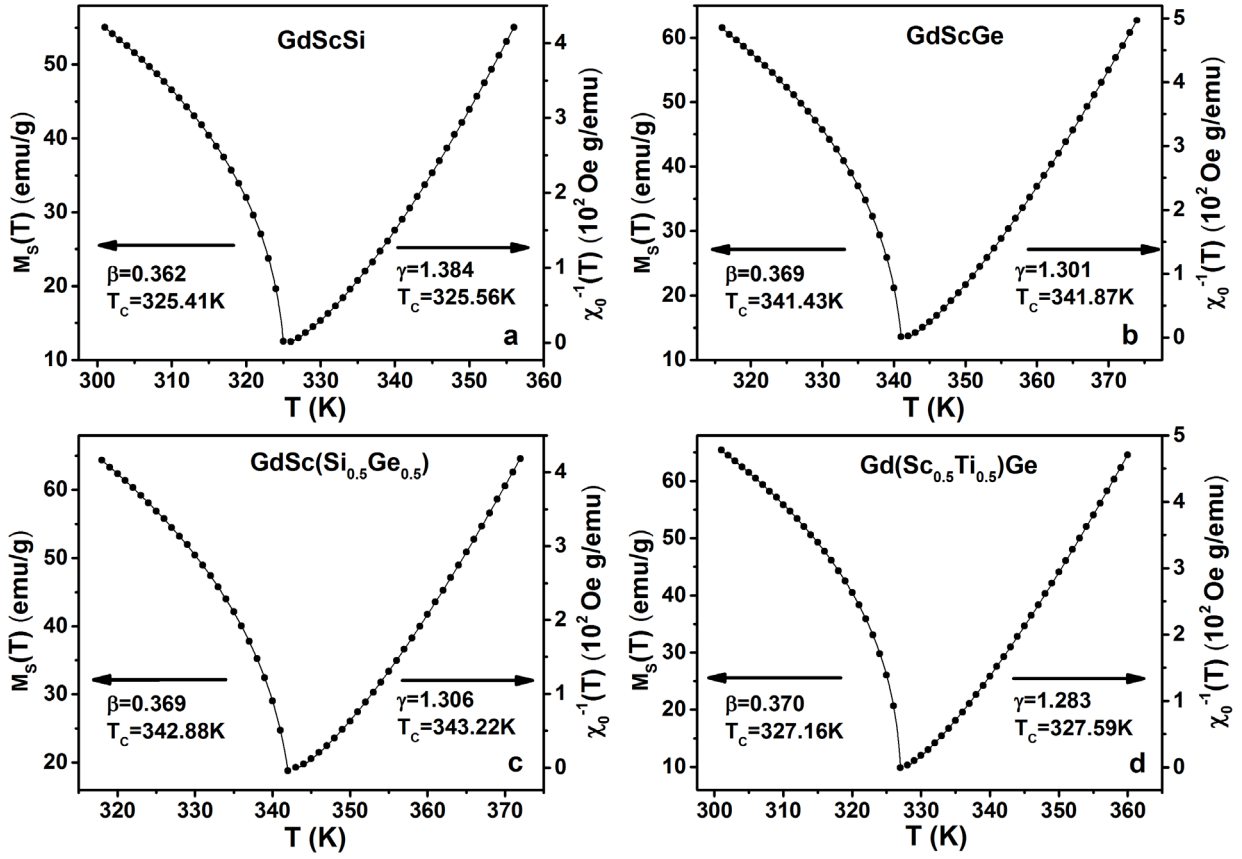 GdScSi
M_S(T) (emu/g)
50
40
30
20
10
β=0.362
T_C=325.41K
γ=1.384
T_C=325.56K
a
4
3
2
1
0
χ_0^-1(T) (10^2 Oe g/emu)
300 310 320 330 340 350 360
T (K)
GdScGe
M_S(T) (emu/g)
60
50
40
30
20
10
β=0.369
T_C=341.43K
γ=1.301
T_C=341.87K
b
5
4
3
2
1
0
χ_0^-1(T) (10^2 Oe g/emu)
320 330 340 350 360 370
T (K)
GdSc(Si_0.5Ge_0.5)
M_S(T) (emu/g)
60
50
40
30
20
β=0.369
T_C=342.88K
γ=1.306
T_C=343.22K
c
4
3
2
1
0
χ_0^-1(T) (10^2 Oe g/emu)
320 330 340 350 360 370
T (K)
Gd(Sc_0.5Ti_0.5)Ge
M_S(T) (emu/g)
60
50
40
30
20
10
β=0.370
T_C=327.16K
γ=1.283
T_C=327.59K
d
5
4
3
2
1
0
χ_0^-1(T) (10^2 Oe g/emu)
300 310 320 330 340 350 360
T (K)